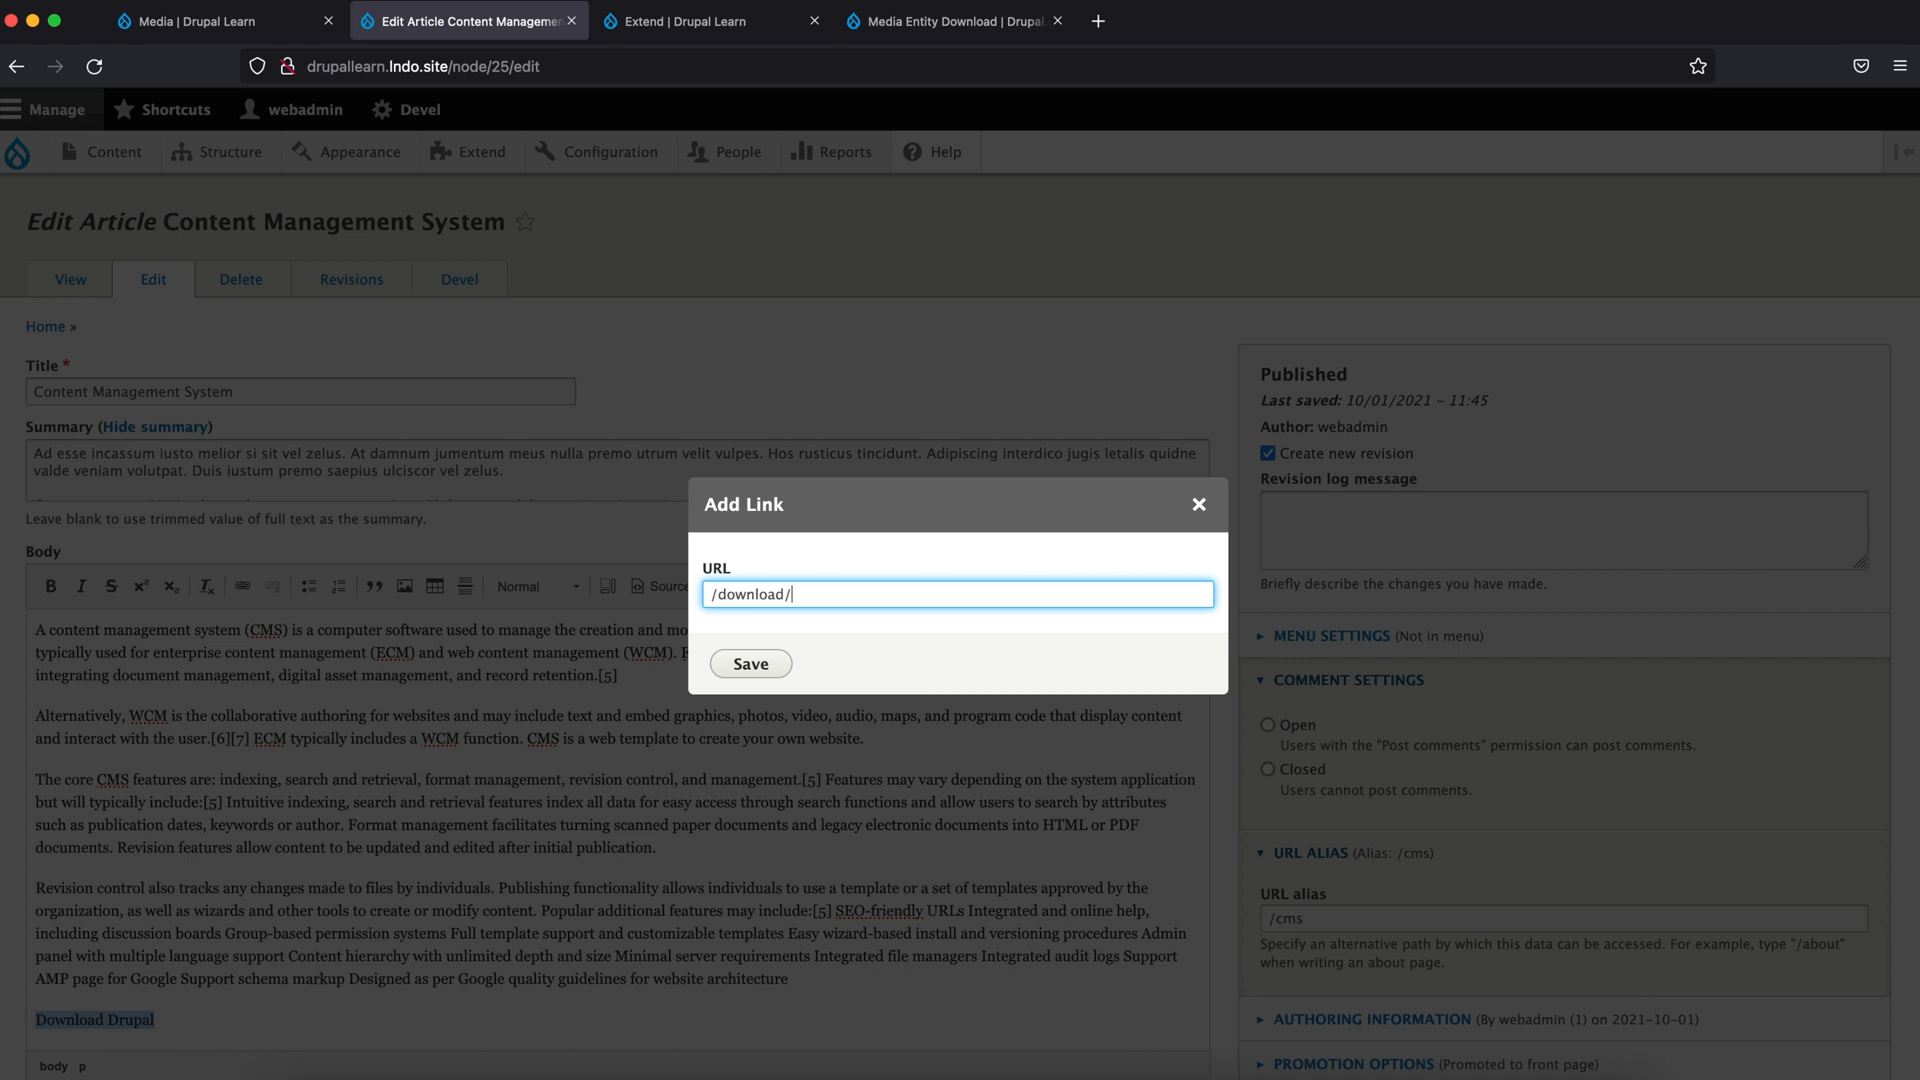 Media | Drupal Learn
Edit Article Content Managemen
Extend | Drupal Learn
Media Entity Download | Drupal.
drupallearn.lndo.site/node/25/edit
Manage
Shortcuts
webadmin
Devel
Content
Structure
Appearance
Extend
Configuration
People
Reports
Help
Edit Article Content Management System
View
Edit
Delete
Revisions
Devel
Home »
Title *
Content Management System
Summary (Hide summary)
Ad esse incassum iusto melior si sit vel zelus. At damnum jumentum meus nulla premo utrum velit vulpes. Hos rusticus tincidunt. Adipiscing interdico jugis letalis quidne
valde veniam volutpat. Duis iustum premo saepius ulciscor vel zelus.
Leave blank to use trimmed value of full text as the summary.
Body
Normal
Source
A content management system (CMS) is a computer software used to manage the creation and mo
typically used for enterprise content management (ECM) and web content management (WCM).
integrating document management, digital asset management, and record retention.[5]
Alternatively, WCM is the collaborative authoring for websites and may include text and embed graphics, photos, video, audio, maps, and program code that display content
and interact with the user.[6][7] ECM typically includes a WCM function. CMS is a web template to create your own website.
The core CMS features are: indexing, search and retrieval, format management, revision control, and management.[5] Features may vary depending on the system application
but will typically include:[5] Intuitive indexing, search and retrieval features index all data for easy access through search functions and allow users to search by attributes
such as publication dates, keywords or author. Format management facilitates turning scanned paper documents and legacy electronic documents into HTML or PDF
documents. Revision features allow content to be updated and edited after initial publication.
Revision control also tracks any changes made to files by individuals. Publishing functionality allows individuals to use a template or a set of templates approved by the
organization, as well as wizards and other tools to create or modify content. Popular additional features may include:[5] SEO-friendly URLs Integrated and online help,
including discussion boards Group-based permission systems Full template support and customizable templates Easy wizard-based install and versioning procedures Admin
panel with multiple language support Content hierarchy with unlimited depth and size Minimal server requirements Integrated file managers Integrated audit logs Support
AMP page for Google Support schema markup Designed as per Google quality guidelines for website architecture
Download Drupal
body p
Add Link
URL
/download/
Save
Published
Last saved: 10/01/2021 - 11:45
Author: webadmin
Create new revision
Revision log message
Briefly describe the changes you have made.
MENU SETTINGS (Not in menu)
COMMENT SETTINGS
Open
Users with the "Post comments" permission can post comments.
Closed
Users cannot post comments.
URL ALIAS (Alias: /cms)
URL alias
/cms
Specify an alternative path by which this data can be accessed. For example, type "/about"
when writing an about page.
AUTHORING INFORMATION (By webadmin (1) on 2021-10-01)
PROMOTION OPTIONS (Promoted to front page)